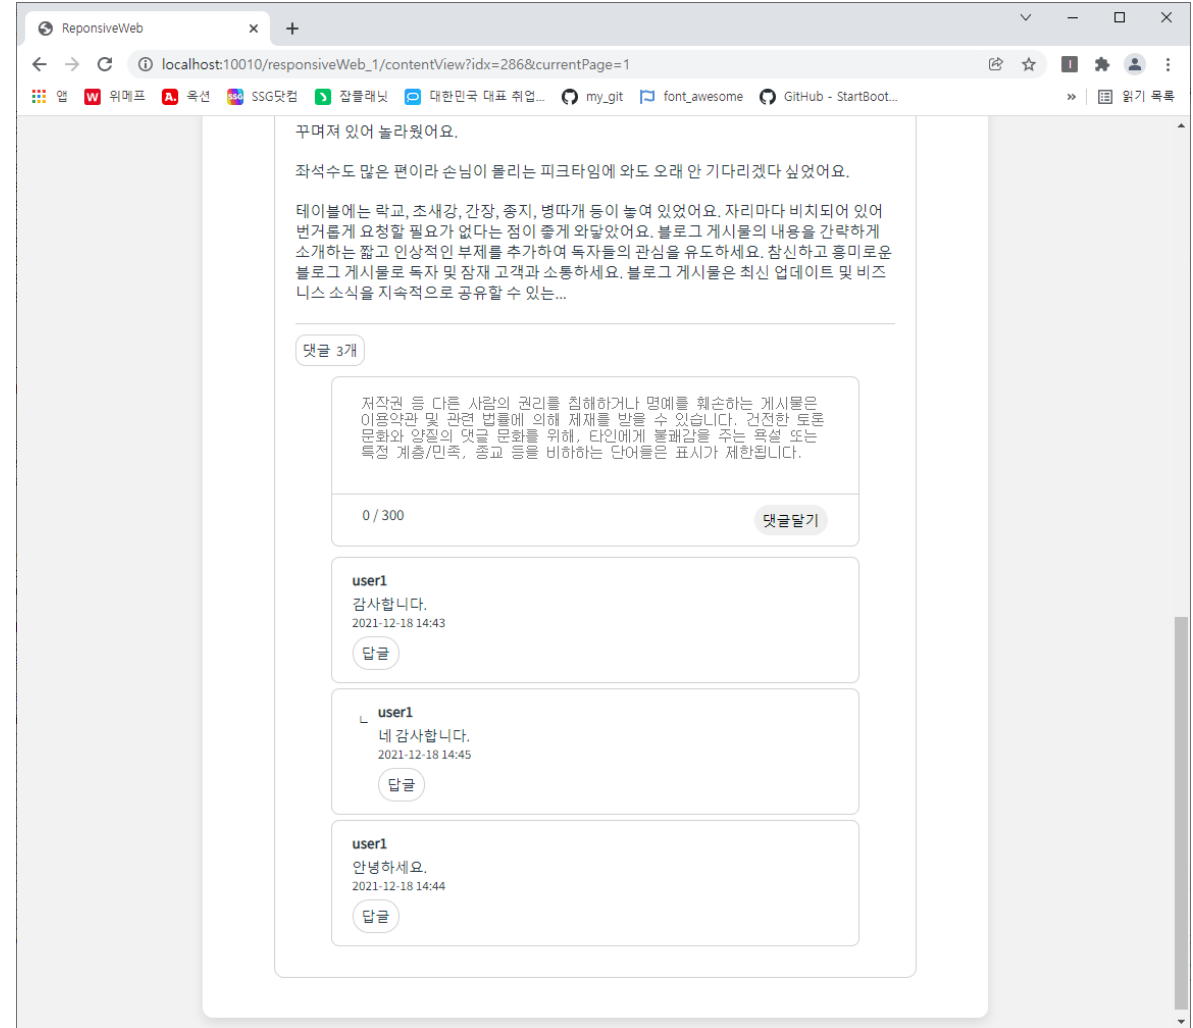 ReponsiveWeb
localhost:10010/responsiveWeb_1/contentView?idx=286&currentPage=1
앱 위메프 옥션 SSG닷컴 잡플래닛 대한민국 대표 취업... my_git font_awesome GitHub - StartBoot... » 읽기 목록
꾸며져 있어 놀라웠어요.
좌석수도 많은 편이라 손님이 몰리는 피크타임에 와도 오래 안 기다리겠다 싶었어요.
테이블에는 락교, 초새강, 간장, 종지, 병따개 등이 놓여 있었어요. 자리마다 비치되어 있어
번거롭게 요청할 필요가 없다는 점이 좋게 와닿았어요. 블로그 게시물의 내용을 간략하게
소개하는 짧고 인상적인 부제를 추가하여 독자들의 관심을 유도하세요. 참신하고 흥미로운
블로그 게시물로 독자 및 잠재 고객과 소통하세요. 블로그 게시물은 최신 업데이트 및 비즈
니스 소식을 지속적으로 공유할 수 있는...
댓글 3개
저작권 등 다른 사람의 권리를 침해하거나 명예를 훼손하는 게시물은
이용약관 및 관련 법률에 의해 제재를 받을 수 있습니다. 건전한 토론
문화와 양질의 댓글 문화를 위해, 타인에게 불쾌감을 주는 욕설 또는
특정 계층/민족, 종교 등을 비하하는 단어들은 표시가 제한됩니다.
0 / 300
댓글달기
user1
감사합니다.
2021-12-18 14:43
답글
ㄴ user1
네 감사합니다.
2021-12-18 14:45
답글
user1
안녕하세요.
2021-12-18 14:44
답글